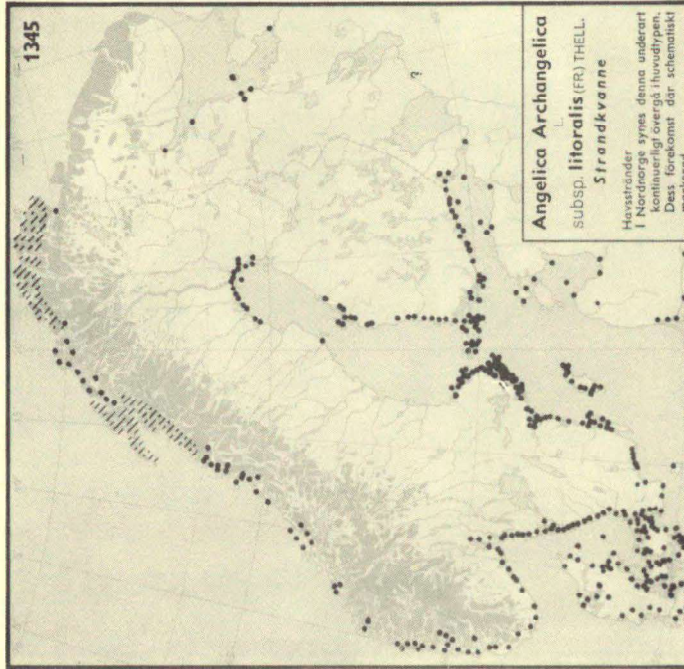 1345
Angelica Archangelica
L.
subsp. litoralis (FR) THELL.
Strandkvanne
Havsstränder
I Nordnorge synes denna underart
kontinuerligt övergå i huvudtypen.
Dess förekomst där schematiskt
?